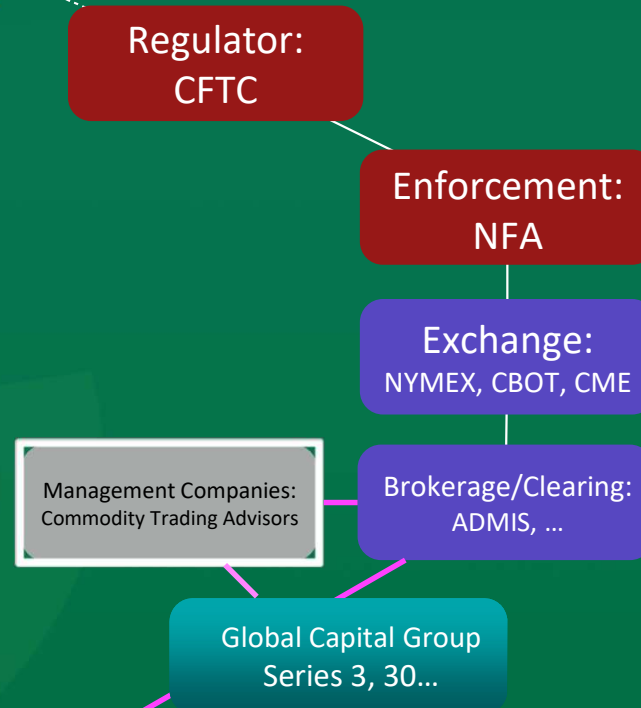 Regulator:
CFTC
Enforcement:
NFA
Exchange:
NYMEX, CBOT, CME
Management Companies:
Commodity Trading Advisors
Brokerage/Clearing:
ADMIS, …
Global Capital Group
Series 3, 30…